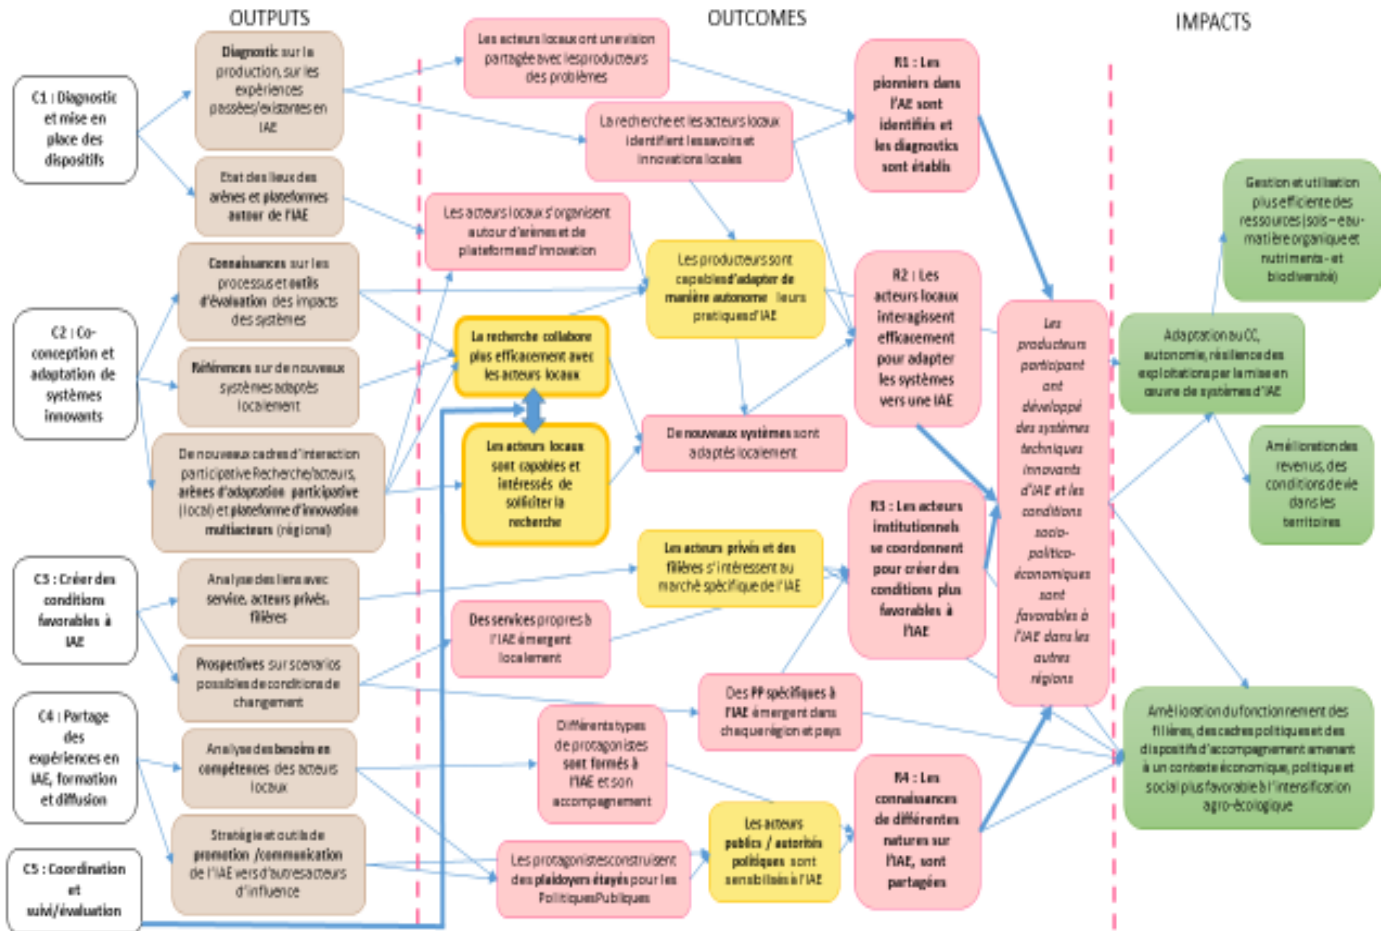 OUTPUTS
OUTCOMES
IMPACTS
C1 : Diagnostic
et mise en
place des
dispositifs
C2 : Co-
conception et
adaptation de
systèmes
innovants
C3 : Créer des
conditions
favorables à
IAE
C4 : Partage
des
expériences en
IAE, formation
et diffusion
C5 : Coordination
et
suivi/évaluation
Diagnostic sur la
production, sur les
expériences
passées/existantes en
IAE
Etat des lieux des
arènes et plateformes
autour de l'IAE
Connaissances sur les
processus et outils
d'évaluation des impacts
des systèmes
Références sur de nouveaux
systèmes adaptés
localement
De nouveaux cadres d'interaction
participative Recherche/acteurs,
arènes d'adaptation participative
(local) et plateforme d'innovation
multiacteurs (régional)
Analyse des liens avec
service, acteurs privés,
filières
Prospectives sur scenarios
possibles de conditions de
changement
Analyse des besoins en
compétences des acteurs
locaux
Stratégie et outils de
promotion /communication
de l'IAE vers d'autres acteurs
d'influence
Les acteurs locaux ont une vision
partagée avec les producteurs
des problèmes
La recherche et les acteurs locaux
identifient les savoirs et
innovations locales
Les acteurs locaux s'organisent
autour d'arènes et de
plateformes d'innovation
Les producteurs sont
capables d'adapter de
manière autonome leurs
pratiques d'IAE
La recherche collabore
plus efficacement avec
les acteurs locaux
Les acteurs locaux
sont capables et
intéressés de
solliciter la
recherche
De nouveaux systèmes sont
adaptés localement
Les acteurs privés et des
filières s'intéressent au
marché spécifique de l'IAE
Des services propres à
l'IAE émergent
localement
Des PP spécifiques à
l'IAE émergent dans
chaque région et pays
Différents types
de protagonistes
sont formés à
l'IAE et son
accompagnement
Les acteurs
publics / autorités
politiques sont
sensibilisés à l'IAE
Les protagonistes construisent
des plaidoyers étayés pour les
Politiques Publiques
R1 : Les
pionniers dans
l'AE sont
identifiés et
les diagnostics
sont établis
R2 : Les
acteurs locaux
interagissent
efficacement
pour adapter
les systèmes
vers une IAE
R3 : Les acteurs
institutionnels
se coordonnent
pour créer des
conditions plus
favorables à
l'IAE
R4 : Les
connaissances
de différentes
natures sur
l'IAE, sont
partagées
Les
producteurs
participant
ont
développé
des systèmes
techniques
innovants
d'IAE et les
conditions
socio-
politico-
économiques
sont
favorables à
l'IAE dans les
autres
régions
Gestion et utilisation
plus efficiente des
ressources (sols – eau-
matière organique et
nutriments - et
biodiversité)
Adaptation au CC,
autonomie, résilience des
exploitations par la mise en
œuvre de systèmes d'IAE
Amélioration des
revenus, des
conditions de vie
dans les
territoires
Amélioration du fonctionnement des
filières, des cadres politiques et des
dispositifs d'accompagnement amenant
à un contexte économique, politique et
social plus favorable à l'intensification
agro-écologique